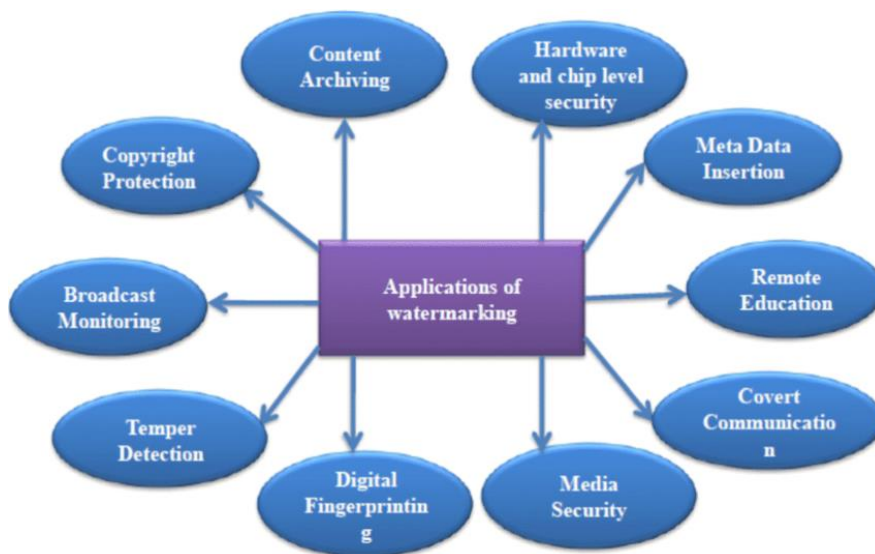 Content
Archiving
Hardware
and chip level
security
Copyright
Protection
Meta Data
Insertion
Broadcast
Monitoring
Applications of
watermarking
Remote
Education
Temper
Detection
Covert
Communicatio
n
Digital
Fingerprintin
g
Media
Security